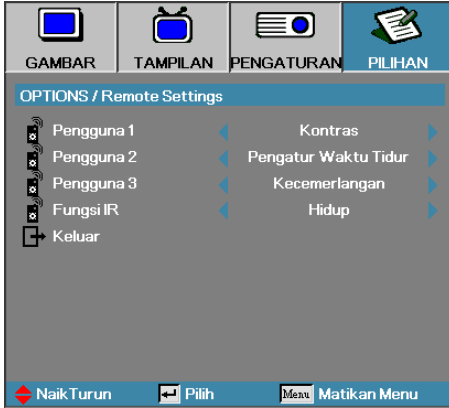 GAMBAR TAMPILAN PENGATURAN PILIHAN
OPTIONS / Remote Settings
Pengguna 1 Kontras
Pengguna 2 Pengatur Waktu Tidur
Pengguna 3 Kecemerlangan
Fungsi IR Hidup
Keluar
NaikTurun Pilih Menu Matikan Menu